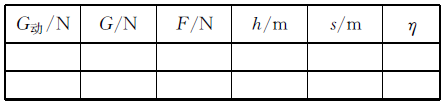 G动/N G/N F/N h/m s/m η